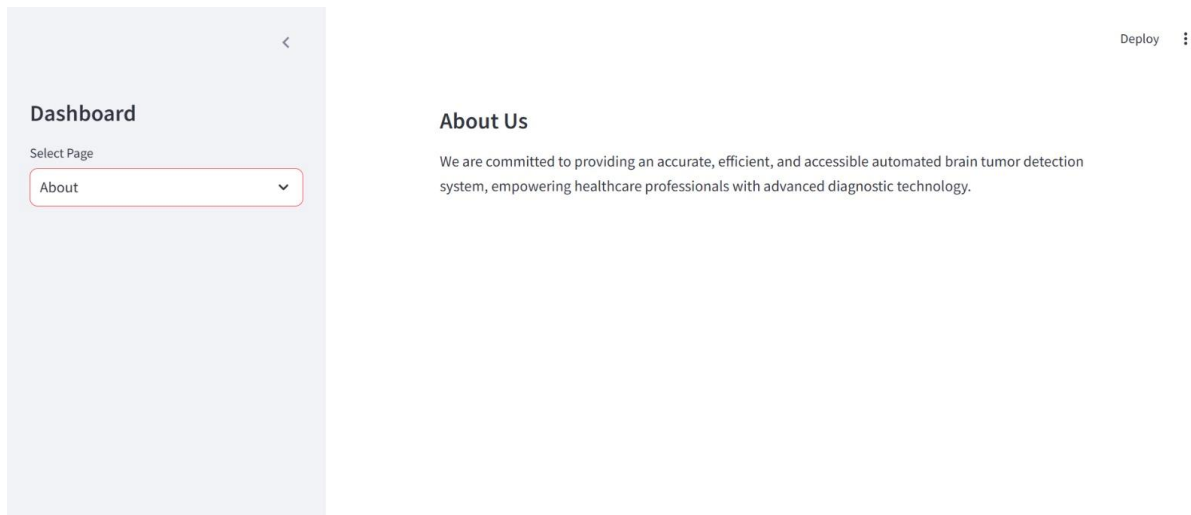 Deploy
Dashboard
Select Page
About
About Us
We are committed to providing an accurate, efficient, and accessible automated brain tumor detection
system, empowering healthcare professionals with advanced diagnostic technology.